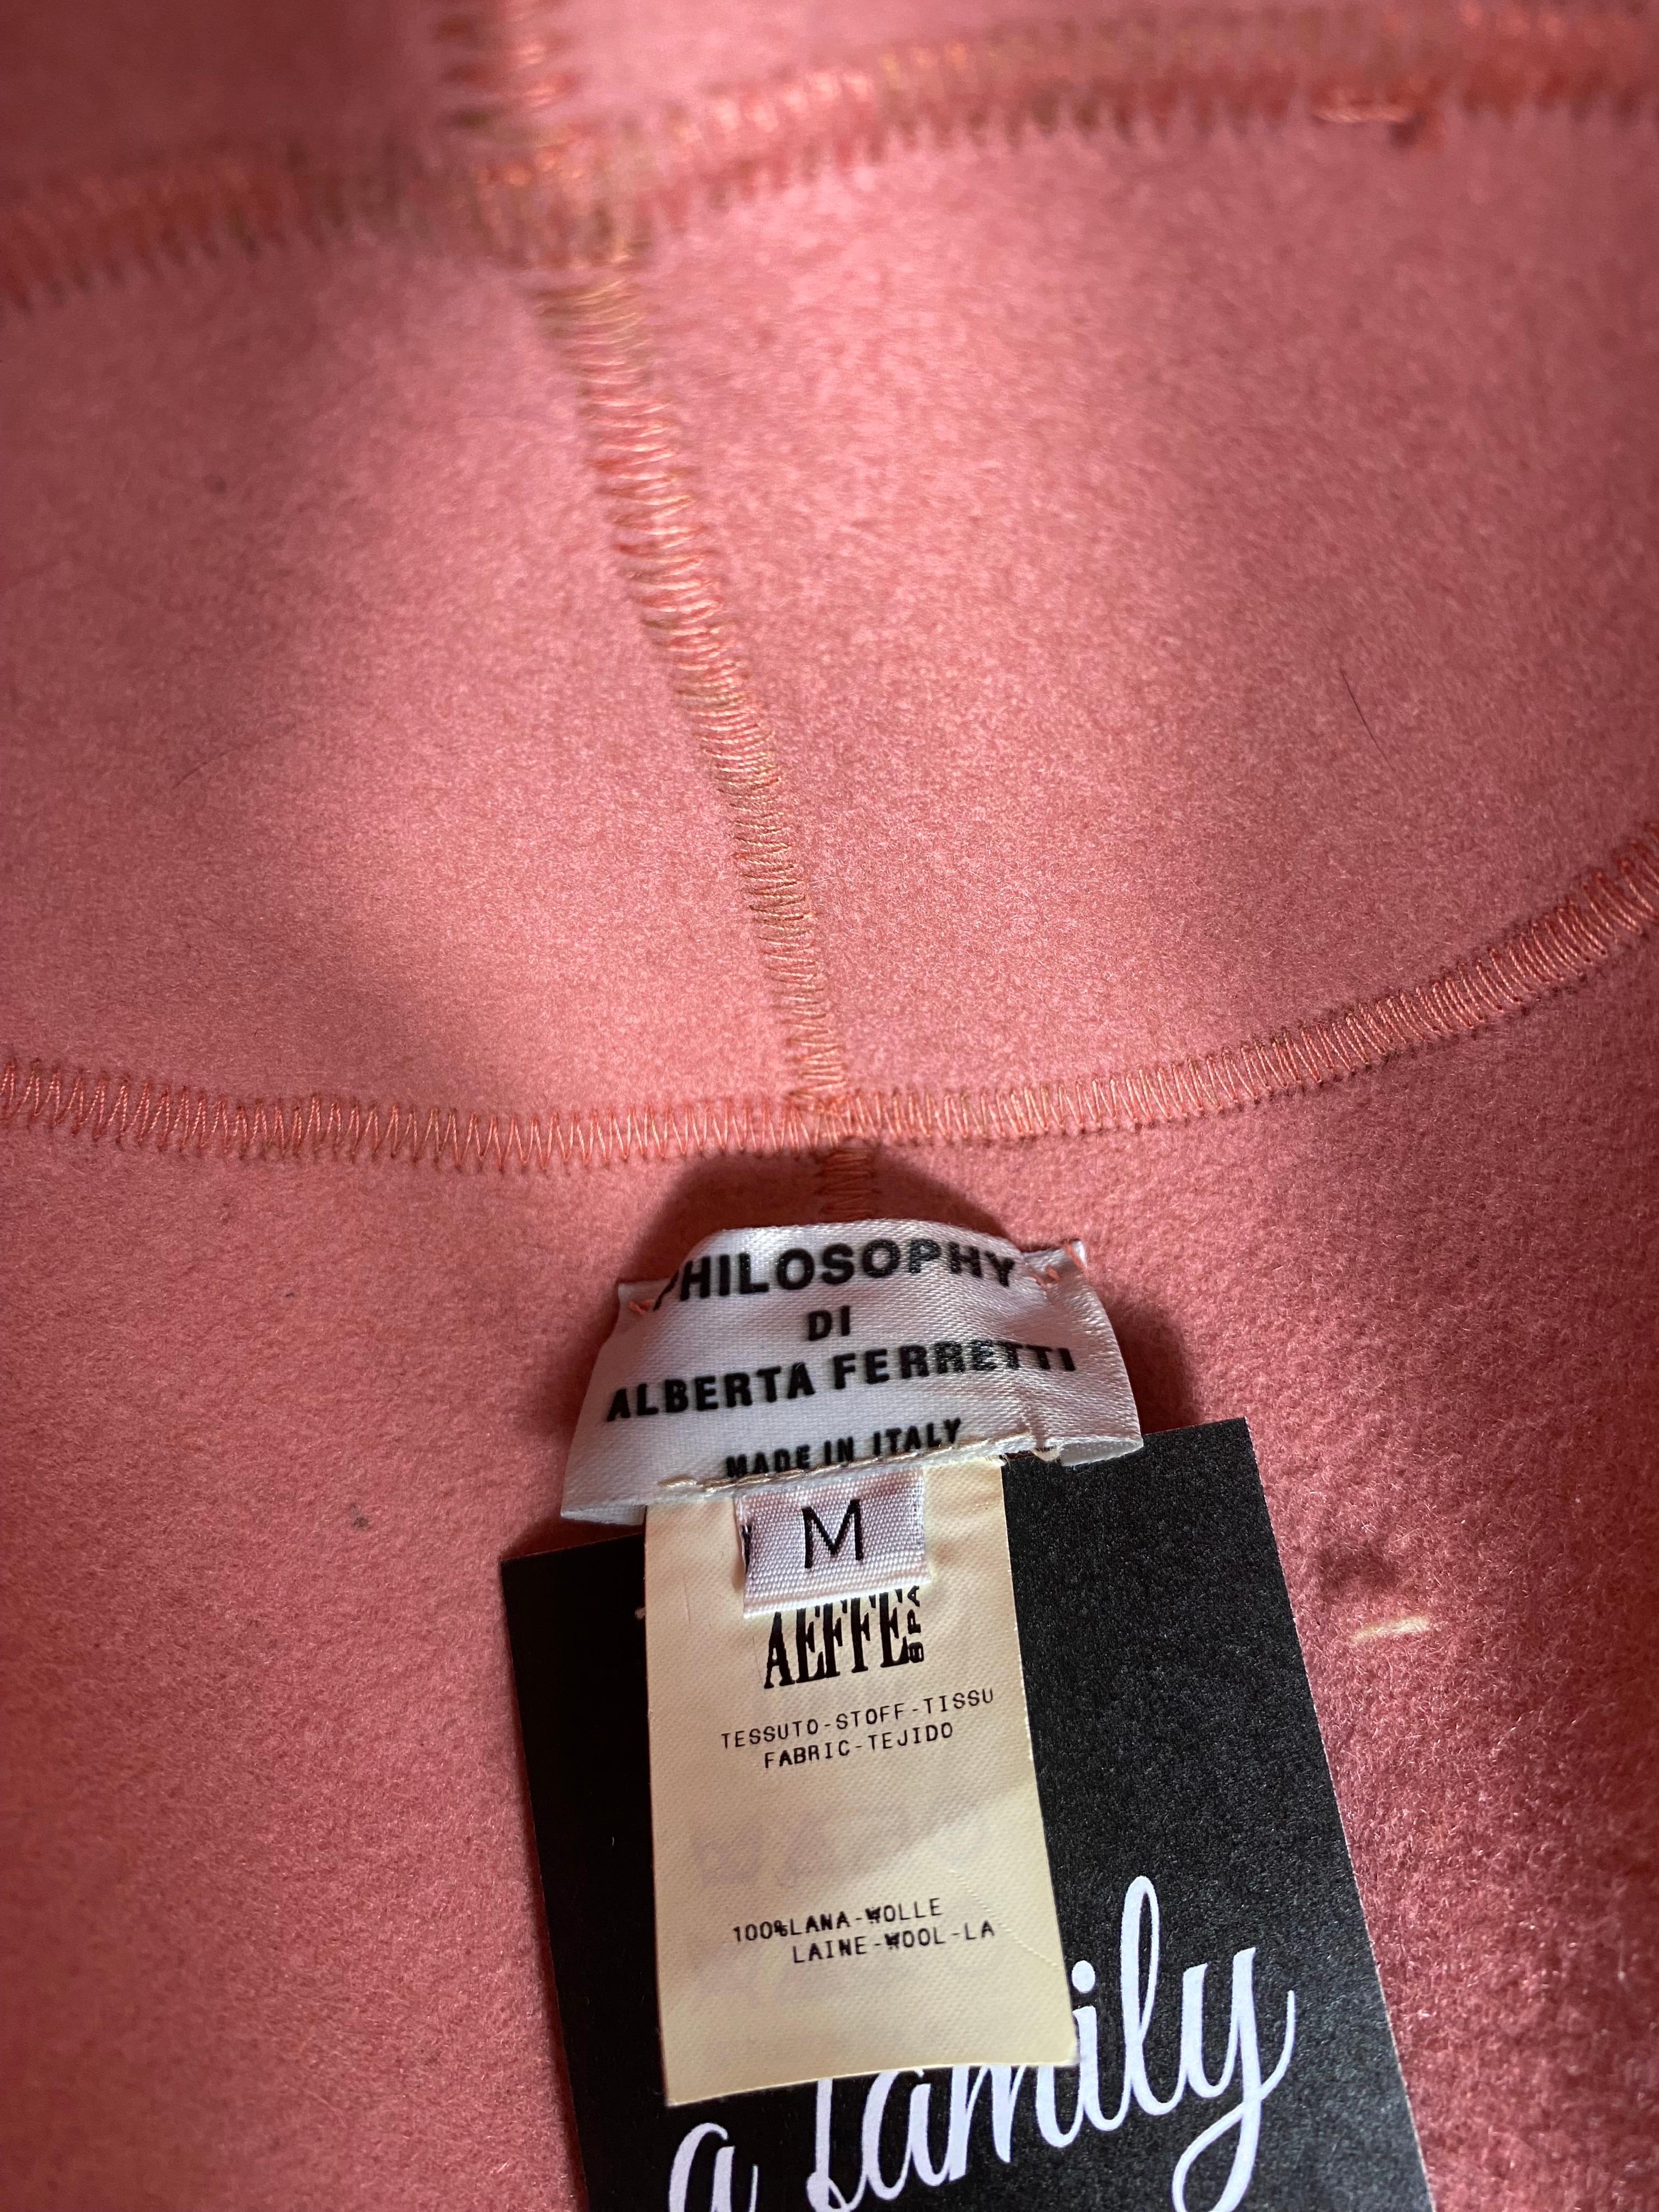 PHILOSOPHY
DI
ALBERTA FERRETTI
MADE IN ITALY
M
AEFFE SPA
TESSUTO-STOFF-TISSU
FABRIC-TEJIDO
100%LANA-WOLLE
LAINE-WOOL-LA
a family